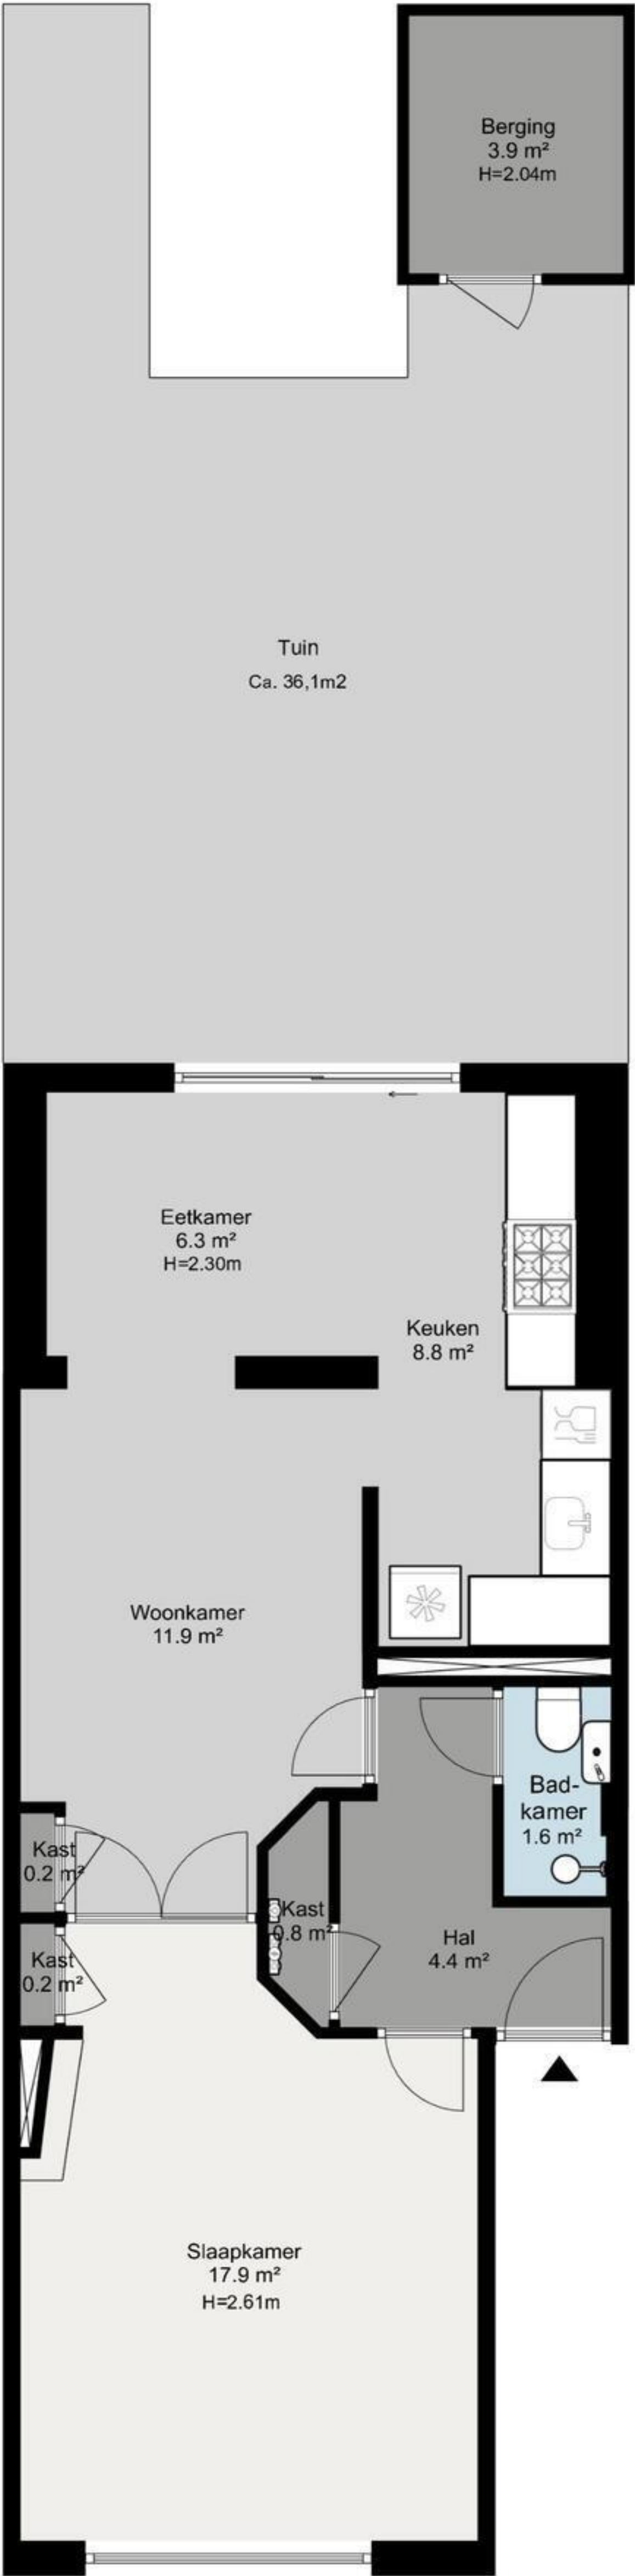 Berging
3.9 m²
H=2.04m
Tuin
Ca. 36,1m2
Eetkamer
6.3 m²
H=2.30m
Keuken
8.8 m²
Woonkamer
11.9 m²
Bad-
kamer
1.6 m²
Kast
0.2 m²
Kast
0.8 m²
Hal
4.4 m²
Kast
0.2 m²
Slaapkamer
17.9 m²
H=2.61m